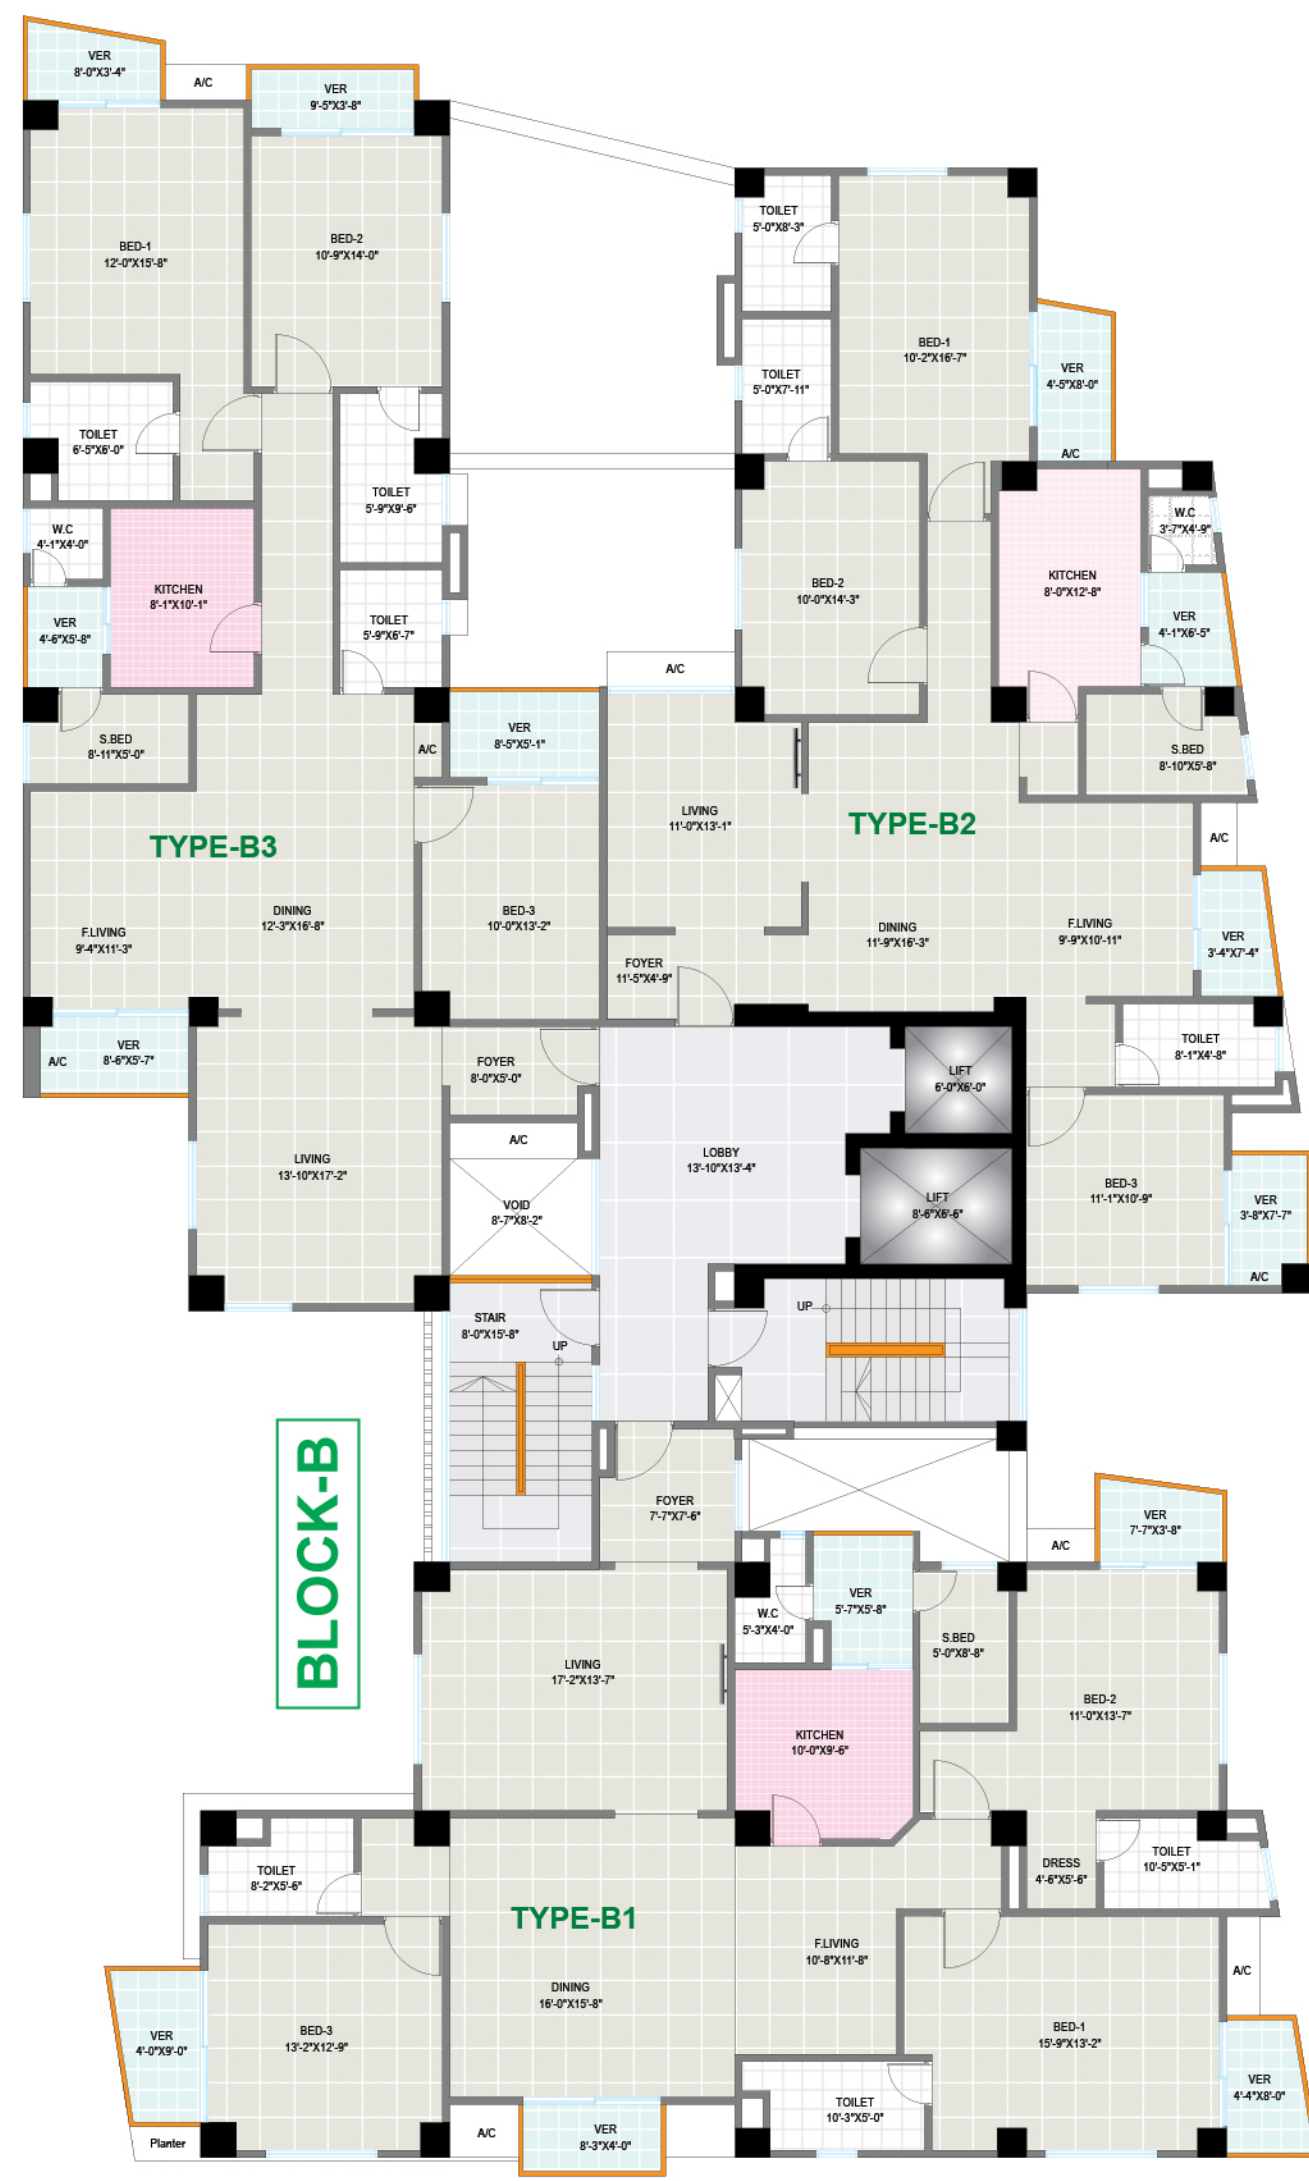 VER
8'-0"X3'-4"
A/C
VER
9'-5"X3'-8"
BED-1
12'-0"X15'-8"
BED-2
10'-9"X14'-0"
TOILET
5'-0"X8'-3"
BED-1
10'-2"X16'-7"
TOILET
5'-0"X7'-11"
VER
4'-5"X8'-0"
A/C
TOILET
6'-5"X6'-0"
TOILET
5'-9"X9'-6"
W.C
4'-1"X4'-0"
KITCHEN
8'-1"X10'-1"
VER
4'-6"X5'-8"
TOILET
5'-9"X6'-7"
BED-2
10'-0"X14'-3"
KITCHEN
8'-0"X12'-8"
W.C
3'-7"X4'-9"
VER
4'-1"X6'-5"
A/C
S.BED
8'-11"X5'-0"
A/C
VER
8'-5"X5'-1"
S.BED
8'-10"X5'-8"
LIVING
11'-0"X13'-1"
TYPE-B3
TYPE-B2
A/C
DINING
12'-3"X16'-8"
F.LIVING
9'-4"X11'-3"
BED-3
10'-0"X13'-2"
DINING
11'-9"X16'-3"
F.LIVING
9'-9"X10'-11"
VER
3'-4"X7'-4"
FOYER
11'-5"X4'-9"
A/C
VER
8'-6"X5'-7"
FOYER
8'-0"X5'-0"
LIFT
6'-0"X6'-0"
TOILET
8'-1"X4'-8"
A/C
LIVING
13'-10"X17'-2"
LOBBY
13'-10"X13'-4"
VOID
8'-7"X8'-2"
LIFT
8'-6"X6'-6"
BED-3
11'-1"X10'-9"
VER
3'-8"X7'-7"
A/C
STAIR
8'-0"X15'-8"
UP
UP
BLOCK-B
FOYER
7'-7"X7'-6"
A/C
VER
7'-7"X3'-8"
W.C
5'-3"X4'-0"
VER
5'-7"X5'-8"
S.BED
5'-0"X8'-8"
LIVING
17'-2"X13'-7"
BED-2
11'-0"X13'-7"
KITCHEN
10'-0"X9'-6"
TOILET
8'-2"X5'-6"
DRESS
4'-6"X5'-6"
TOILET
10'-5"X5'-1"
TYPE-B1
F.LIVING
10'-8"X11'-8"
A/C
DINING
16'-0"X15'-8"
VER
4'-0"X9'-0"
BED-3
13'-2"X12'-9"
BED-1
15'-9"X13'-2"
VER
4'-4"X8'-0"
Planter
A/C
VER
8'-3"X4'-0"
TOILET
10'-3"X5'-0"